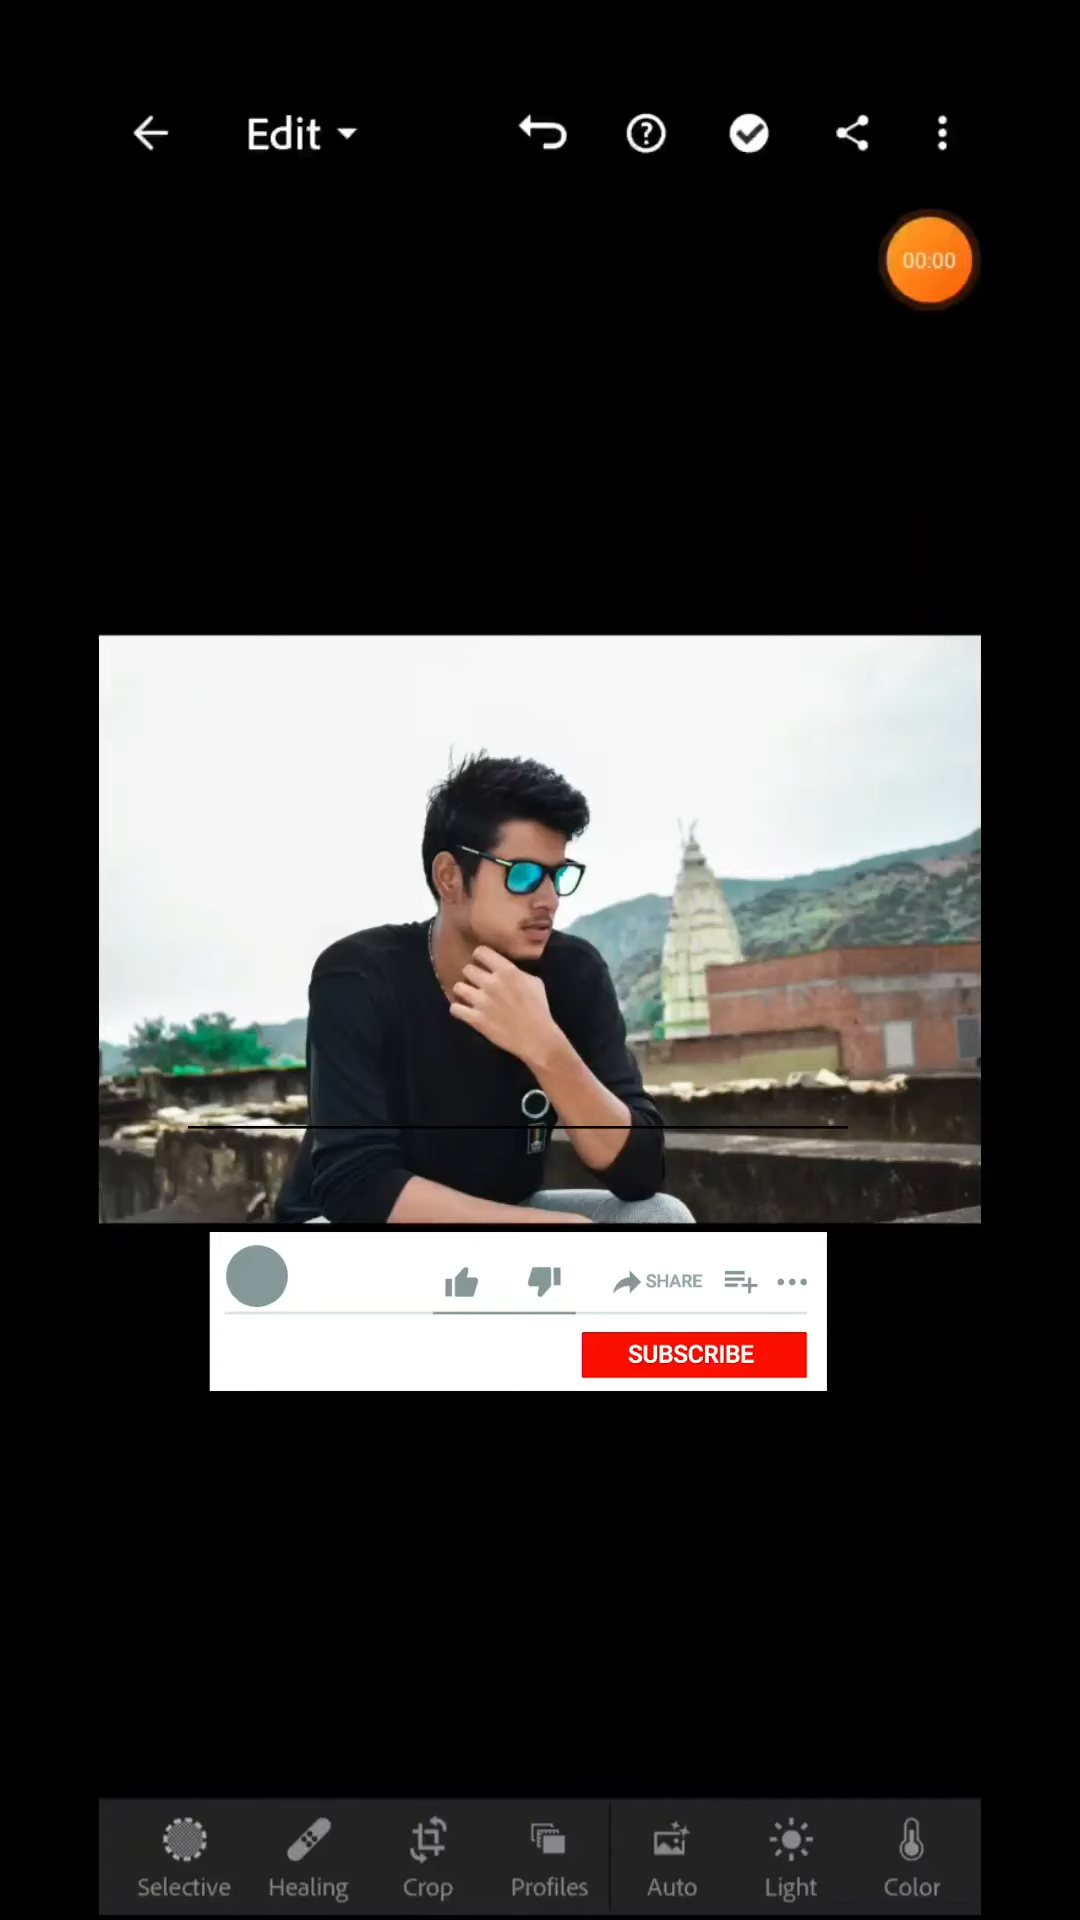 Edit
00:00
SHARE
SUBSCRIBE
Selective Healing Crop Profiles Auto Light Color